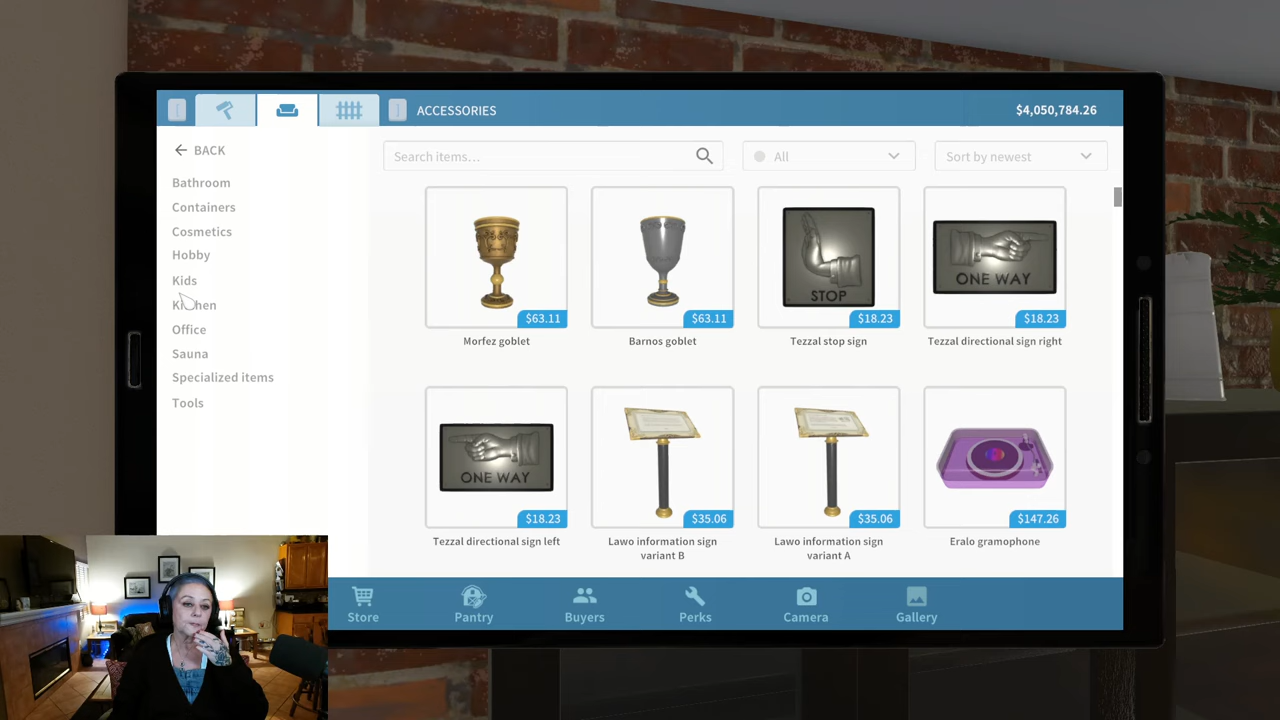 ACCESSORIES
$4,050,784.26
BACK
Search items...
All
Sort by newest
Bathroom
Containers
Cosmetics
Hobby
Kids
Kitchen
Office
Sauna
Specialized items
Tools
STOP
ONE WAY
$63.11
$63.11
$18.23
$18.23
Morfez goblet
Barnos goblet
Tezzal stop sign
Tezzal directional sign right
ONE WAY
$18.23
$35.06
$35.06
$147.26
Tezzal directional sign left
Lawo information sign
variant B
Lawo information sign
variant A
Eralo gramophone
Store
Pantry
Buyers
Perks
Camera
Gallery